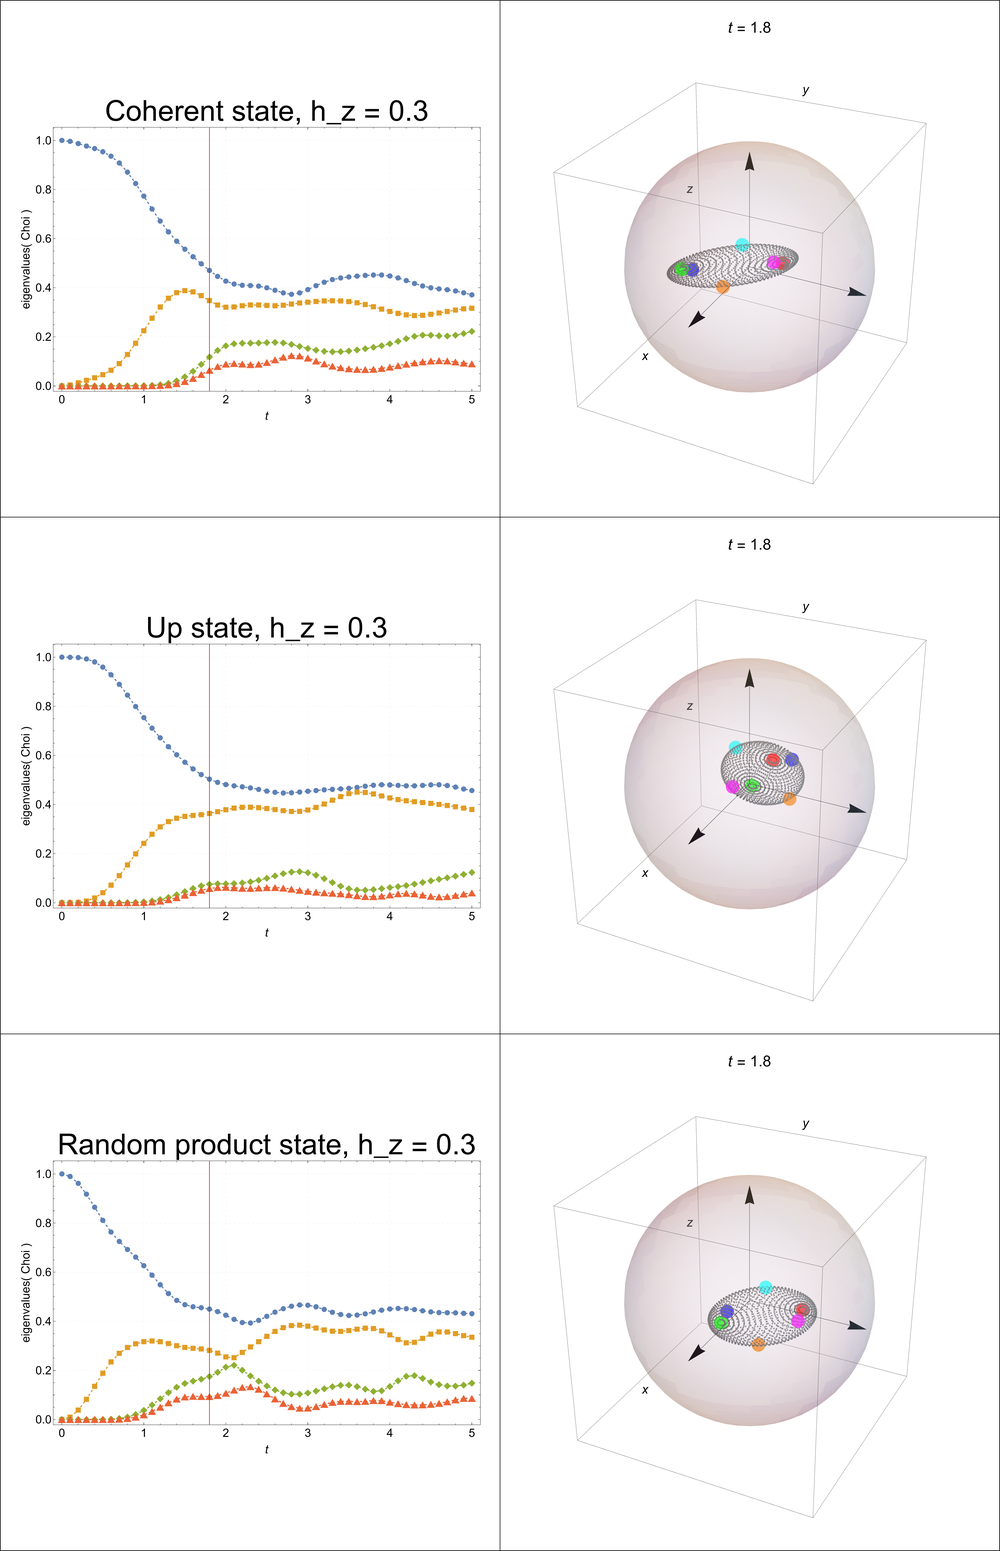 t = 1.8
Coherent state, h_z = 0.3
eigenvalues( Choi )
1.0
0.8
0.6
0.4
0.2
0.0
0 1 2 3 4 5
t
y
z
x
t = 1.8
Up state, h_z = 0.3
eigenvalues( Choi )
1.0
0.8
0.6
0.4
0.2
0.0
0 1 2 3 4 5
t
y
z
x
t = 1.8
Random product state, h_z = 0.3
eigenvalues( Choi )
1.0
0.8
0.6
0.4
0.2
0.0
0 1 2 3 4 5
t
y
z
x